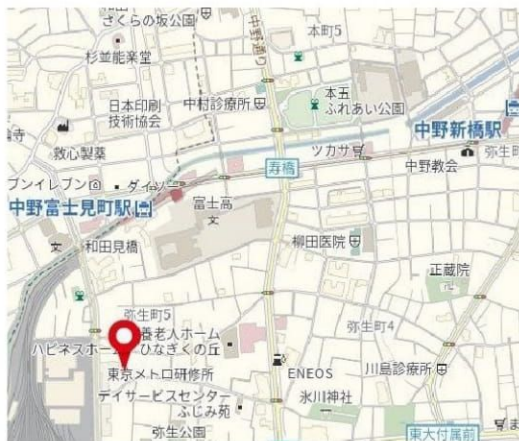 さくらの坂公園
杉並能楽堂
中野通り
本町5
日本印刷
技術協会
中村診療所
本五
ふれあい公園
中野新橋駅
救心製薬
ツカサ
弥生町
中野教会
寿橋
ブンイレブン
ダイソー
中野富士見町駅
富士高
和田見橋
柳田医院
正蔵院
弥生町5
弥生町4
養老人ホーム
ひなぎくの丘
ハピネスホーム
東京メトロ研修所
ENEOS
川島診療所
デイサービスセンター
ふじみ苑
氷川神社
弥生公園
東大付属前